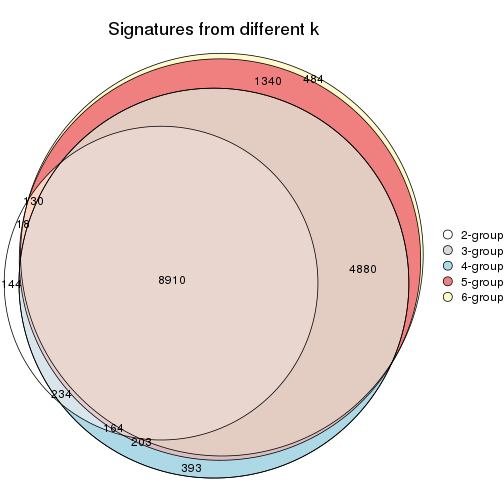 Signatures from different k
1340
484
130
18
144
8910
4880
234
164
203
393
2-group
3-group
4-group
5-group
6-group